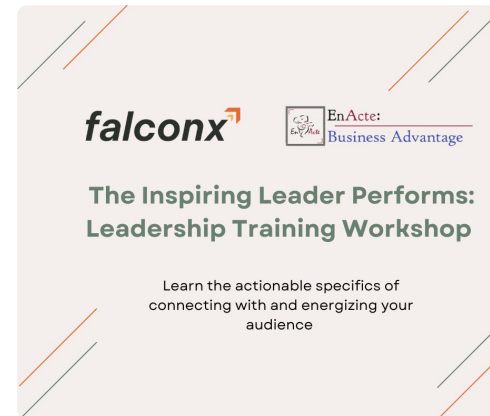 falconx
EnActe
EnActe:
Business Advantage
The Inspiring Leader Performs:
Leadership Training Workshop
Learn the actionable specifics of
connecting with and energizing your
audience